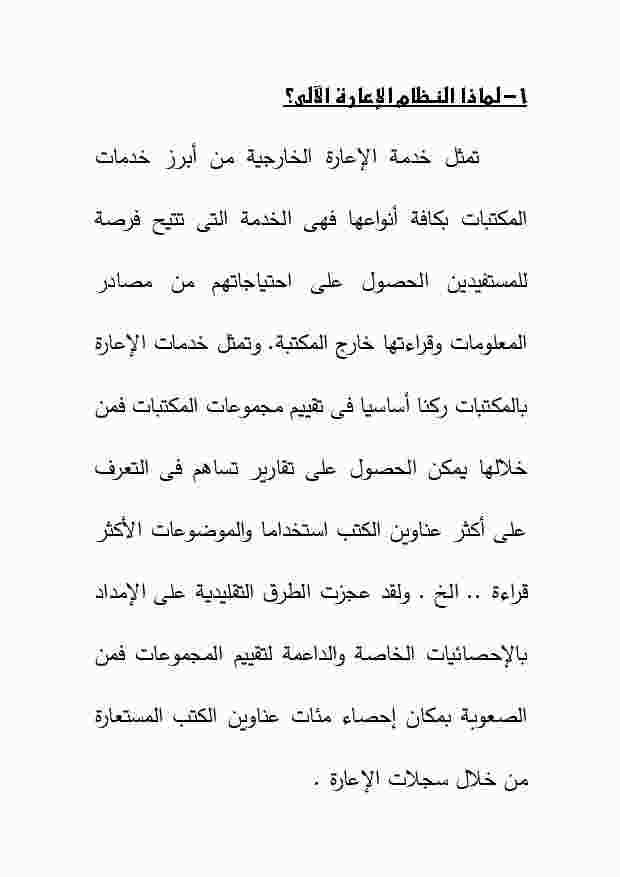 ١- لماذا النظام الإعارة الآلى؟
تمثل خدمة الإعارة الخارجية من أبرز خدمات
المكتبات بكافة أنواعها فهى الخدمة التى تتيح فرصة
للمستفيدين الحصول على احتياجاتهم من مصادر
المعلومات وقراءتها خارج المكتبة. وتمثل خدمات الإعارة
بالمكتبات ركنا أساسيا فى تقييم مجموعات المكتبات فمن
خلالها يمكن الحصول على تقارير تساهم فى التعرف
على أكثر عناوين الكتب استخداما والموضوعات الأكثر
قراءة .. الخ . ولقد عجزت الطرق التقليدية على الإمداد
بالإحصائيات الخاصة والداعمة لتقييم المجموعات فمن
الصعوبة بمكان إحصاء مئات عناوين الكتب المستعارة
من خلال سجلات الإعارة .